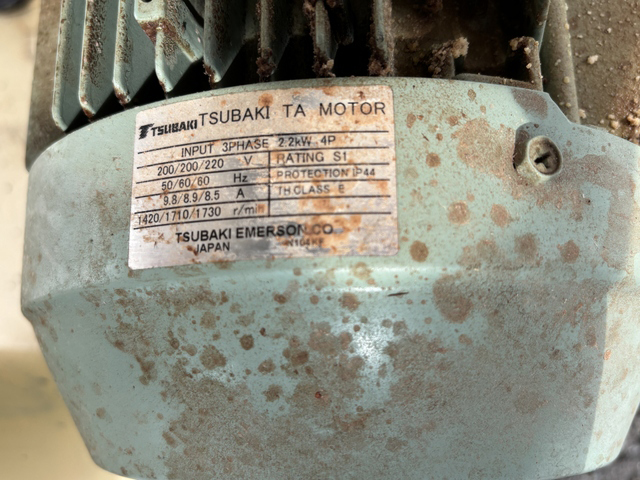 TSUBAKI TSUBAKI TA MOTOR
INPUT 3PHASE 2.2kW 4P
200/200/220 V RATING S1
50/60/60 Hz PROTECTION IP44
9.8/8.9/8.5 A TH CLASS E
1420/1710/1730 r/min
TSUBAKI EMERSON CO.
JAPAN